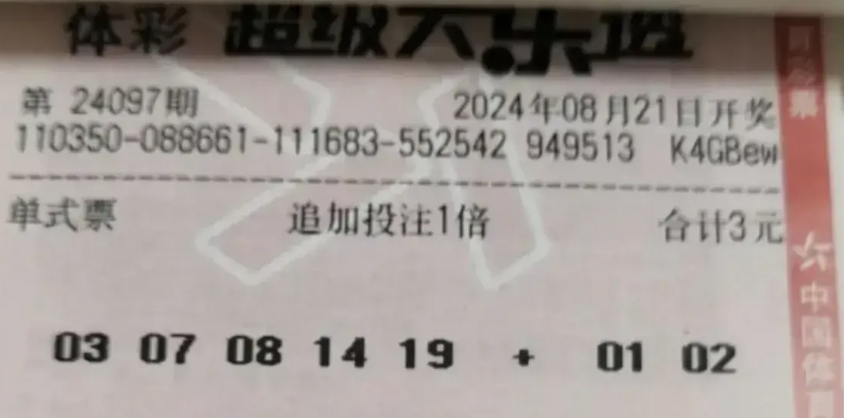 体彩 超级大乐透
第 24097期 2024年08月21日开奖
110350-088661-111683-552542 949513 K4GBew
单式票 追加投注1倍 合计3元
03 07 08 14 19 + 01 02
票
中国体育